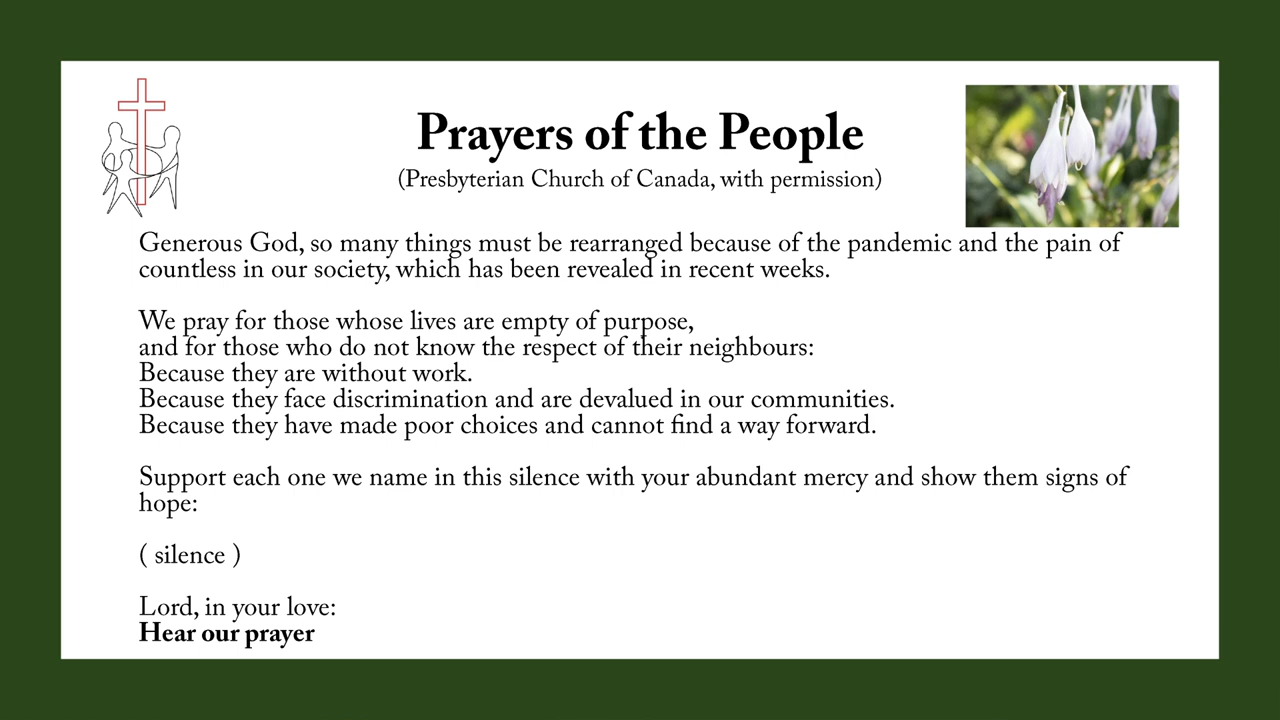 Prayers of the People
(Presbyterian Church of Canada, with permission)
Generous God, so many things must be rearranged because of the pandemic and the pain of
countless in our society, which has been revealed in recent weeks.
We pray for those whose lives are empty of purpose,
and for those who do not know the respect of their neighbours:
Because they are without work.
Because they face discrimination and are devalued in our communities.
Because they have made poor choices and cannot find a way forward.
Support each one we name in this silence with your abundant mercy and show them signs of
hope:
( silence )
Lord, in your love:
Hear our prayer